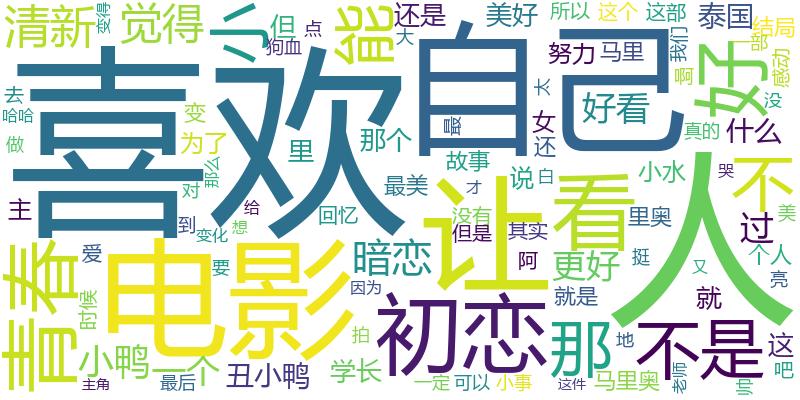 清新
变得
觉得
小
但
狗血
点
能
还是
大
美好
所以
这个
这部
泰国
结局
喜欢
自己
努力
马里
我们
部
感动
好
啊
去
哈哈
做
变
为了
对
那么
里
那个
最
太
好看
女
还
没
真的
什么
故事
最美
说
才
白
小水
哭
不
主
到
给
想
变化
回忆
没有
但是
让
其实
看
里奥
人
过
美
个人
青春
爱
电影
要
因为
暗恋
初恋
阿
更好
挺
就是
又
就
亮
时候
小鸭
一个
拍
那
地
不是
这
吧
主角
最后
丑小鸭
学长
一定
可以
小事
这件
马里奥
老师
帅